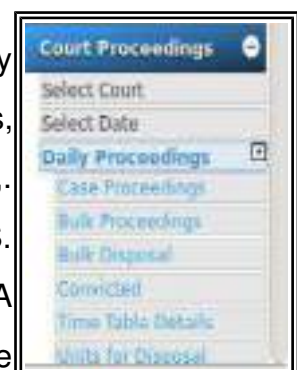 Court Proceedings
y
Select Court
s,
Select Date
Daily Proceedings
Case Proceedings
Bulk Proceedings
Bulk Disposal
A
Convicted
Time Table Details
e
Units for Disposal